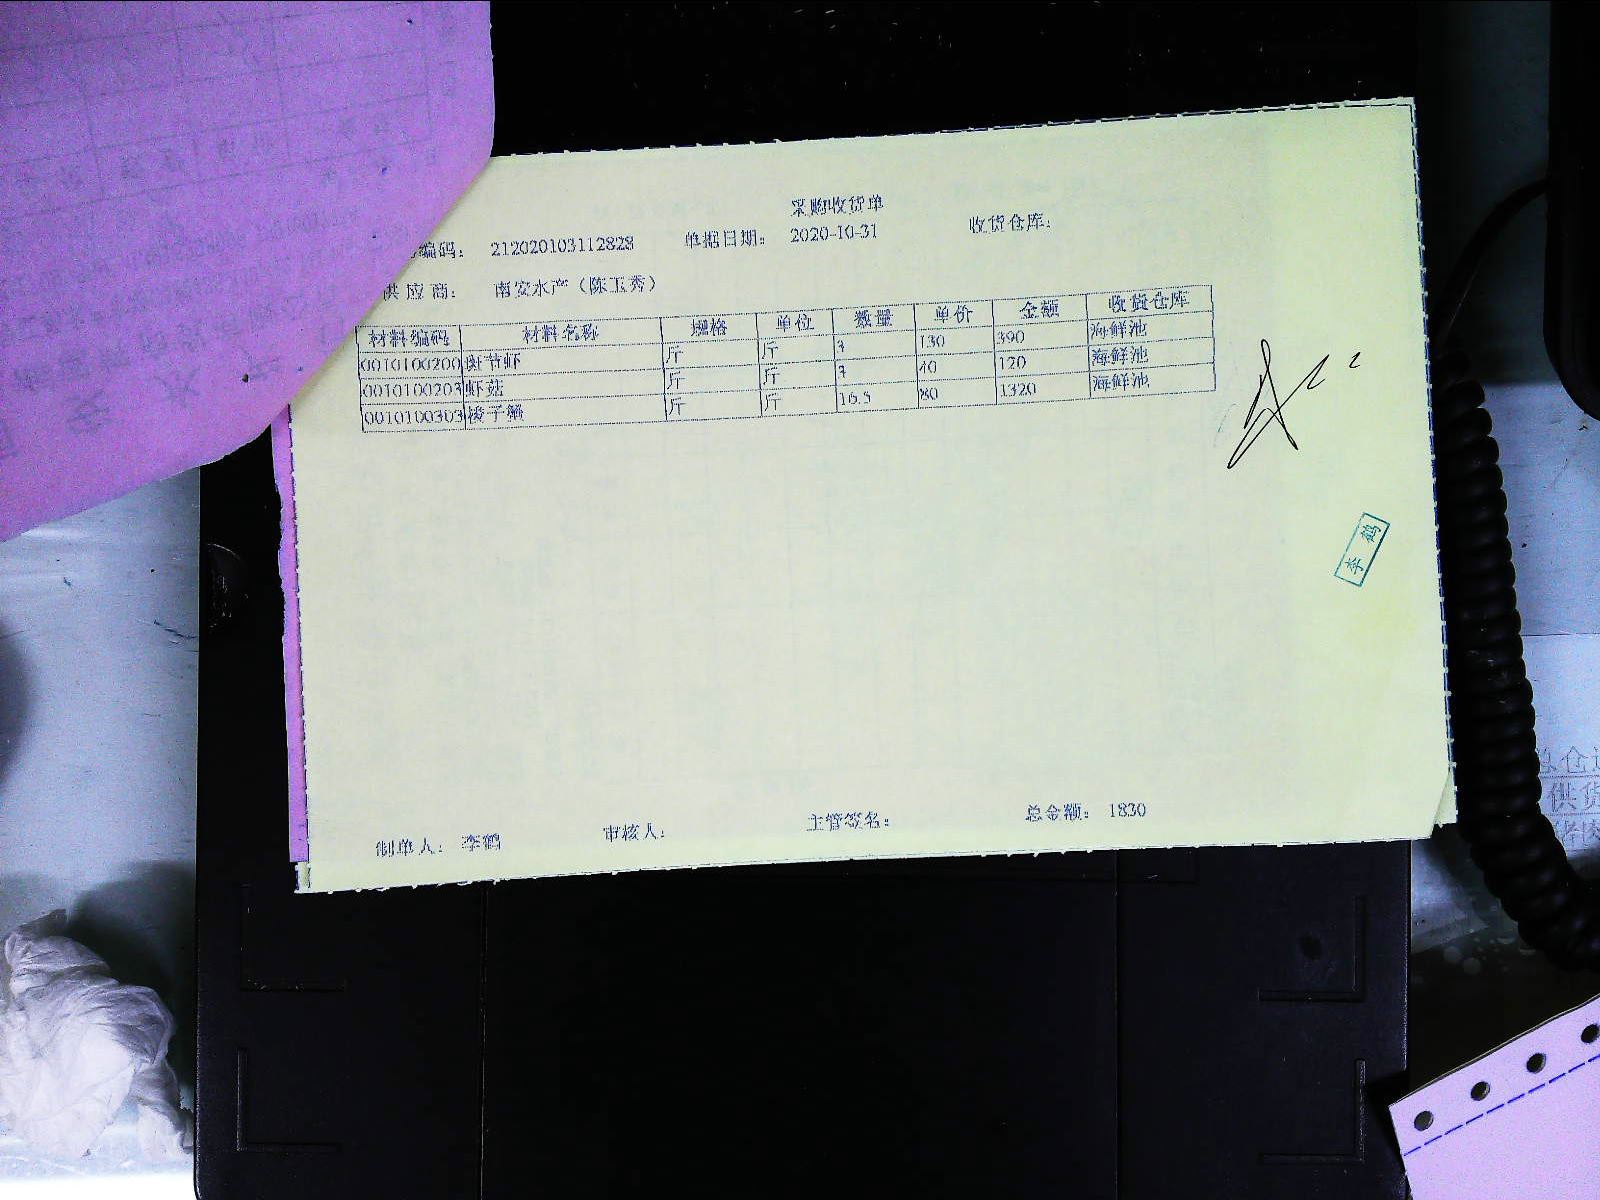 采购收货单
编码： 212020103112828 单据日期： 2020-10-31 收货仓库：
供应商： 南安水产（陈玉秀）
材料编码 材料名称 规格 单位 数量 单价 金额 收货仓库
0010100200 斑节虾 斤 斤 3 130 390 海鲜池
0010100203 虾菇 斤 斤 3 40 120 海鲜池
0010100303 梭子蟹 斤 斤 16.5 80 1320 海鲜池
李鹤
制单人： 李鹤 审核人： 主管签名： 总金额： 1830
供货